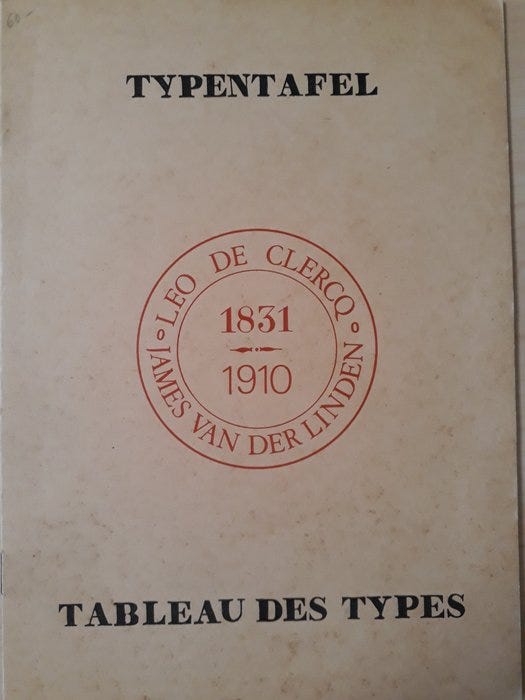 60-
TYPENTAFEL
LEO DE CLERCQ
1831
1910
JAMES VAN DER LINDEN
TABLEAU DES TYPES